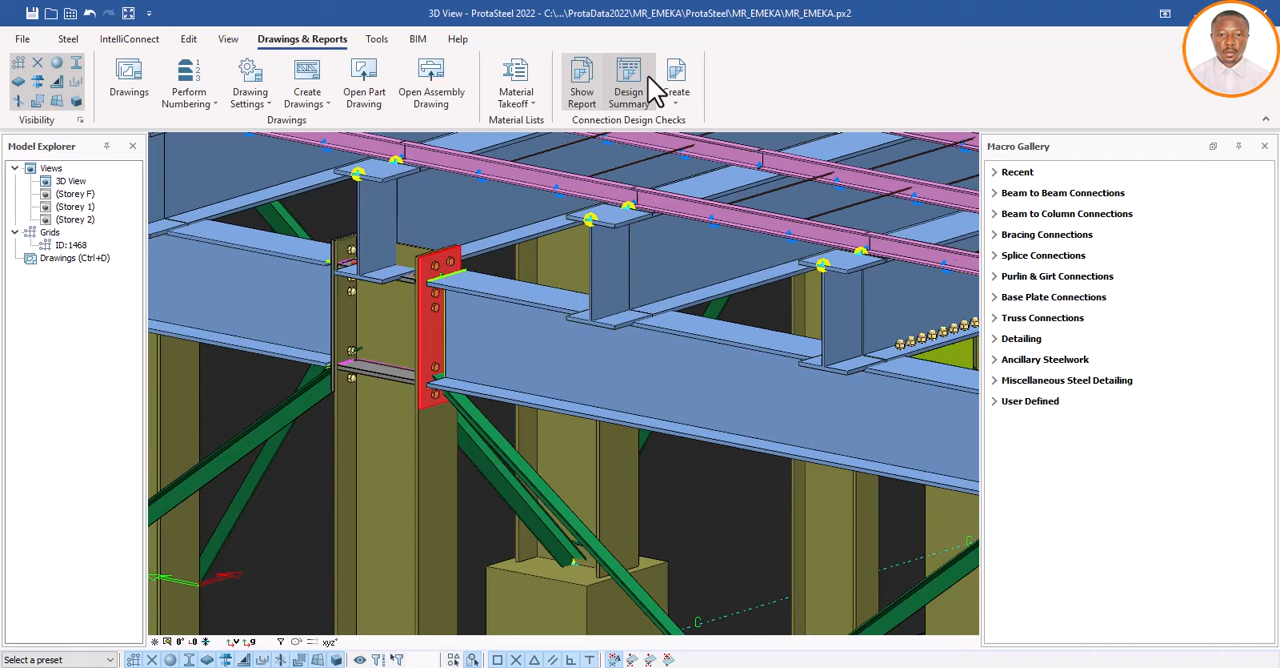 3D View - ProtaSteel 2022 - C:\...\ProtaData2022\MR_EMEKA\ProtaSteel\MR_EMEKA\MR_EMEKA.px2
File Steel IntelliConnect Edit View Drawings & Reports Tools BIM Help
Drawings
Perform Numbering
Drawing Settings
Create Drawings
Open Part Drawing
Open Assembly Drawing
Material Takeoff
Show Report
Design Summary
Visibility Drawings Material Lists Connection Design Checks
Model Explorer
Views
3D View
(Storey F)
(Storey 1)
(Storey 2)
Grids
ID:1468
Drawings (Ctrl+D)
G
G
Macro Gallery
Recent
Beam to Beam Connections
Beam to Column Connections
Bracing Connections
Splice Connections
Purlin & Girt Connections
Base Plate Connections
Truss Connections
Detailing
Ancillary Steelwork
Miscellaneous Steel Detailing
User Defined
Select a preset